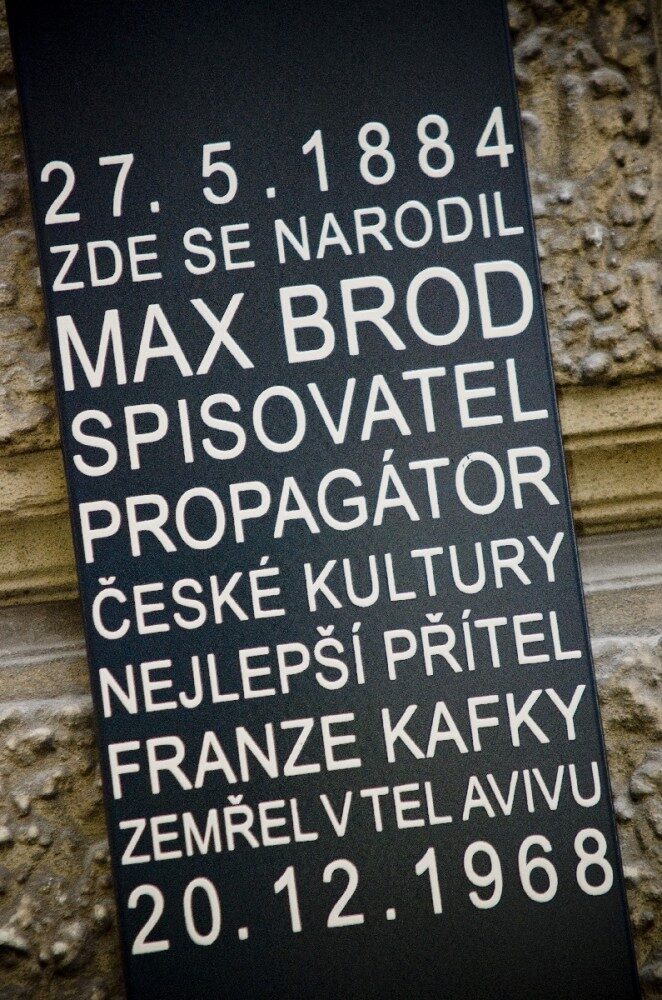 27. 5. 1884
ZDE SE NARODIL
MAX BROD
SPISOVATEL
PROPAGÁTOR
ČESKÉ KULTURY
NEJLEPŠÍ PŘÍTEL
FRANZE KAFKY
ZEMŘEL V TEL AVIVU
20.12.1968